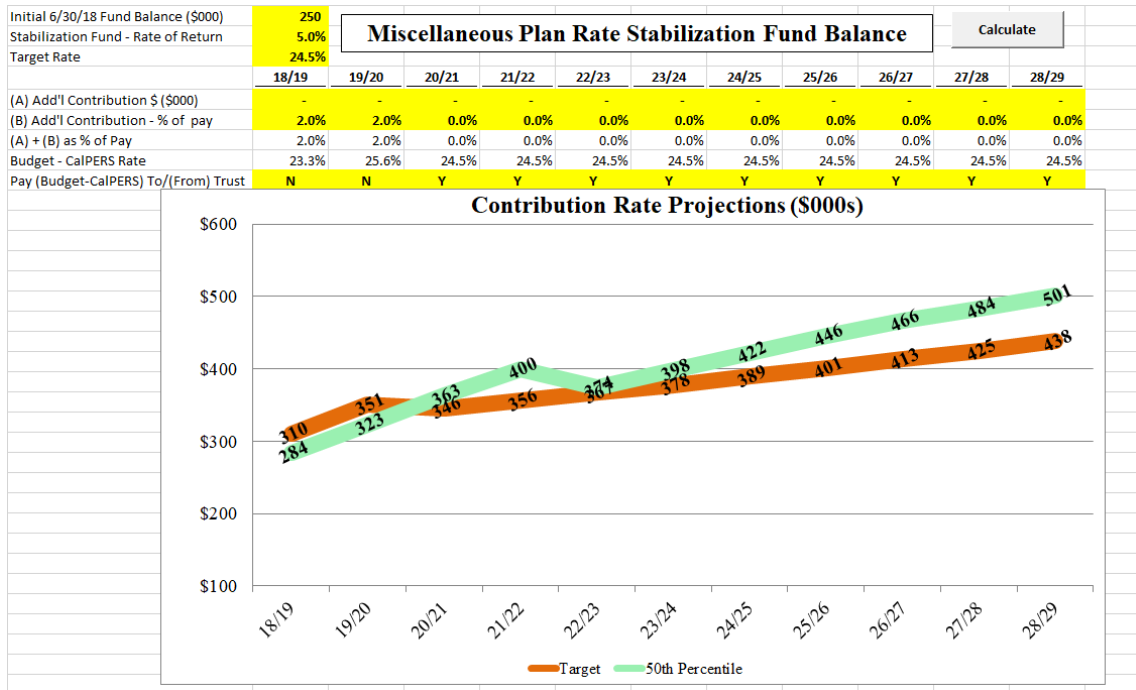 Initial 6/30/18 Fund Balance ($000) 250
Stabilization Fund - Rate of Return 5.0%
Target Rate 24.5%
Miscellaneous Plan Rate Stabilization Fund Balance
Calculate
18/19 19/20 20/21 21/22 22/23 23/24 24/25 25/26 26/27 27/28 28/29
(A) Add'l Contribution $ ($000) - - - - - - - - - - -
(B) Add'l Contribution - % of pay 2.0% 2.0% 0.0% 0.0% 0.0% 0.0% 0.0% 0.0% 0.0% 0.0% 0.0%
(A) + (B) as % of Pay 2.0% 2.0% 0.0% 0.0% 0.0% 0.0% 0.0% 0.0% 0.0% 0.0% 0.0%
Budget - CalPERS Rate 23.3% 25.6% 24.5% 24.5% 24.5% 24.5% 24.5% 24.5% 24.5% 24.5% 24.5%
Pay (Budget-CalPERS) To/(From) Trust N N Y Y Y Y Y Y Y Y Y
Contribution Rate Projections ($000s)
$600
$500
$400
$300
$200
$100
284 323 363 400 374 398 422 446 466 484 501
310 351 346 356 367 378 389 401 413 425 438
18/19 19/20 20/21 21/22 22/23 23/24 24/25 25/26 26/27 27/28 28/29
Target 50th Percentile